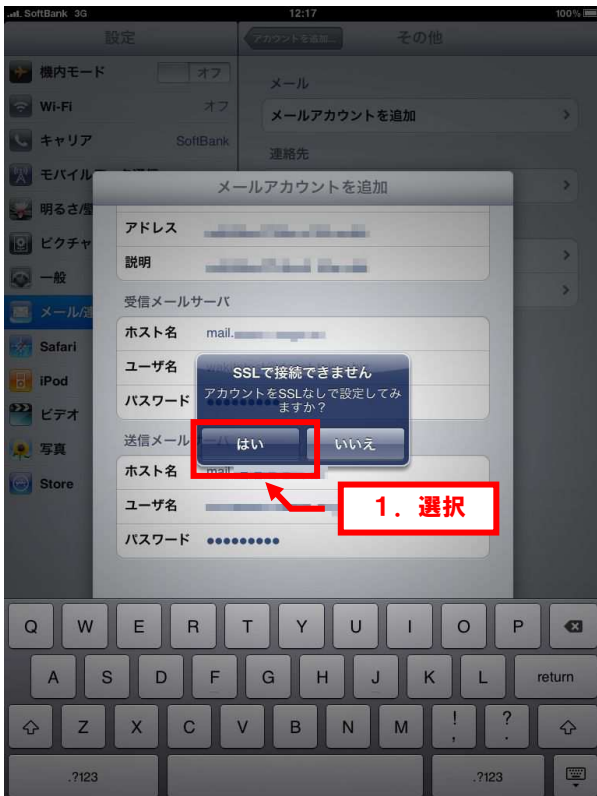 SoftBank 3G 12:17 100%
設定
アカウントを追加... その他
機内モード オフ
Wi-Fi オフ
キャリア SoftBank
モバイル
明るさ/壁
ピクチャ
一般
メール/連
Safari
iPod
ビデオ
写真
Store
メール
メールアカウントを追加
連絡先
メールアカウントを追加
アドレス
説明
受信メールサーバ
ホスト名 mail.
ユーザ名
パスワード
SSLで接続できません
アカウントをSSLなしで設定してみ
ますか?
はい いいえ
送信メール
ホスト名 mail.
ユーザ名
パスワード
1. 選択
Q W E R T Y U I O P
A S D F G H J K L return
Z X C V B N M ! , ? .
.?123 .?123